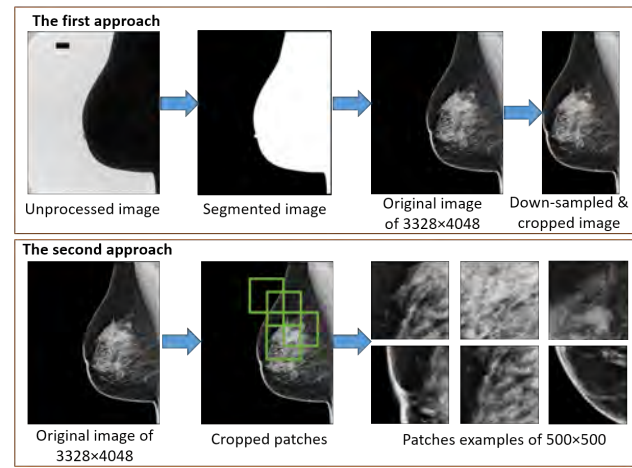 The first approach
Unprocessed image
Segmented image
Original image
of 3328×4048
Down-sampled &
cropped image
The second approach
Original image of
3328×4048
Cropped patches
Patches examples of 500×500